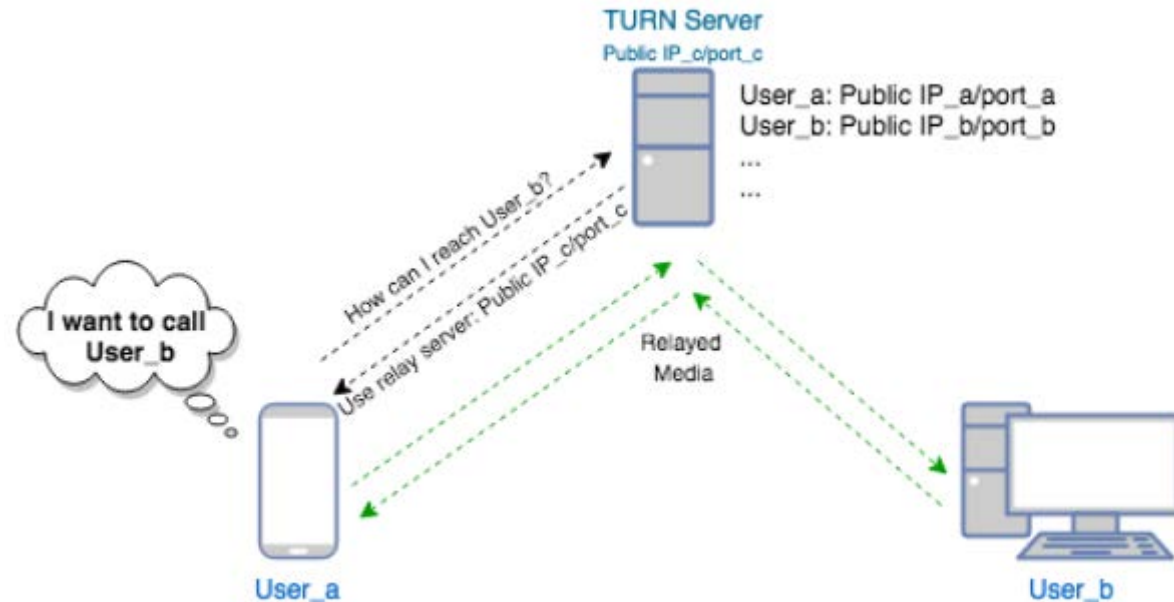 TURN Server
Public IP_c/port_c
User_a: Public IP_a/port_a
User_b: Public IP_b/port_b
...
...
How can I reach User_b?
Use relay server: Public IP_c/port_c
I want to call
User_b
Relayed
Media
User_a
User_b